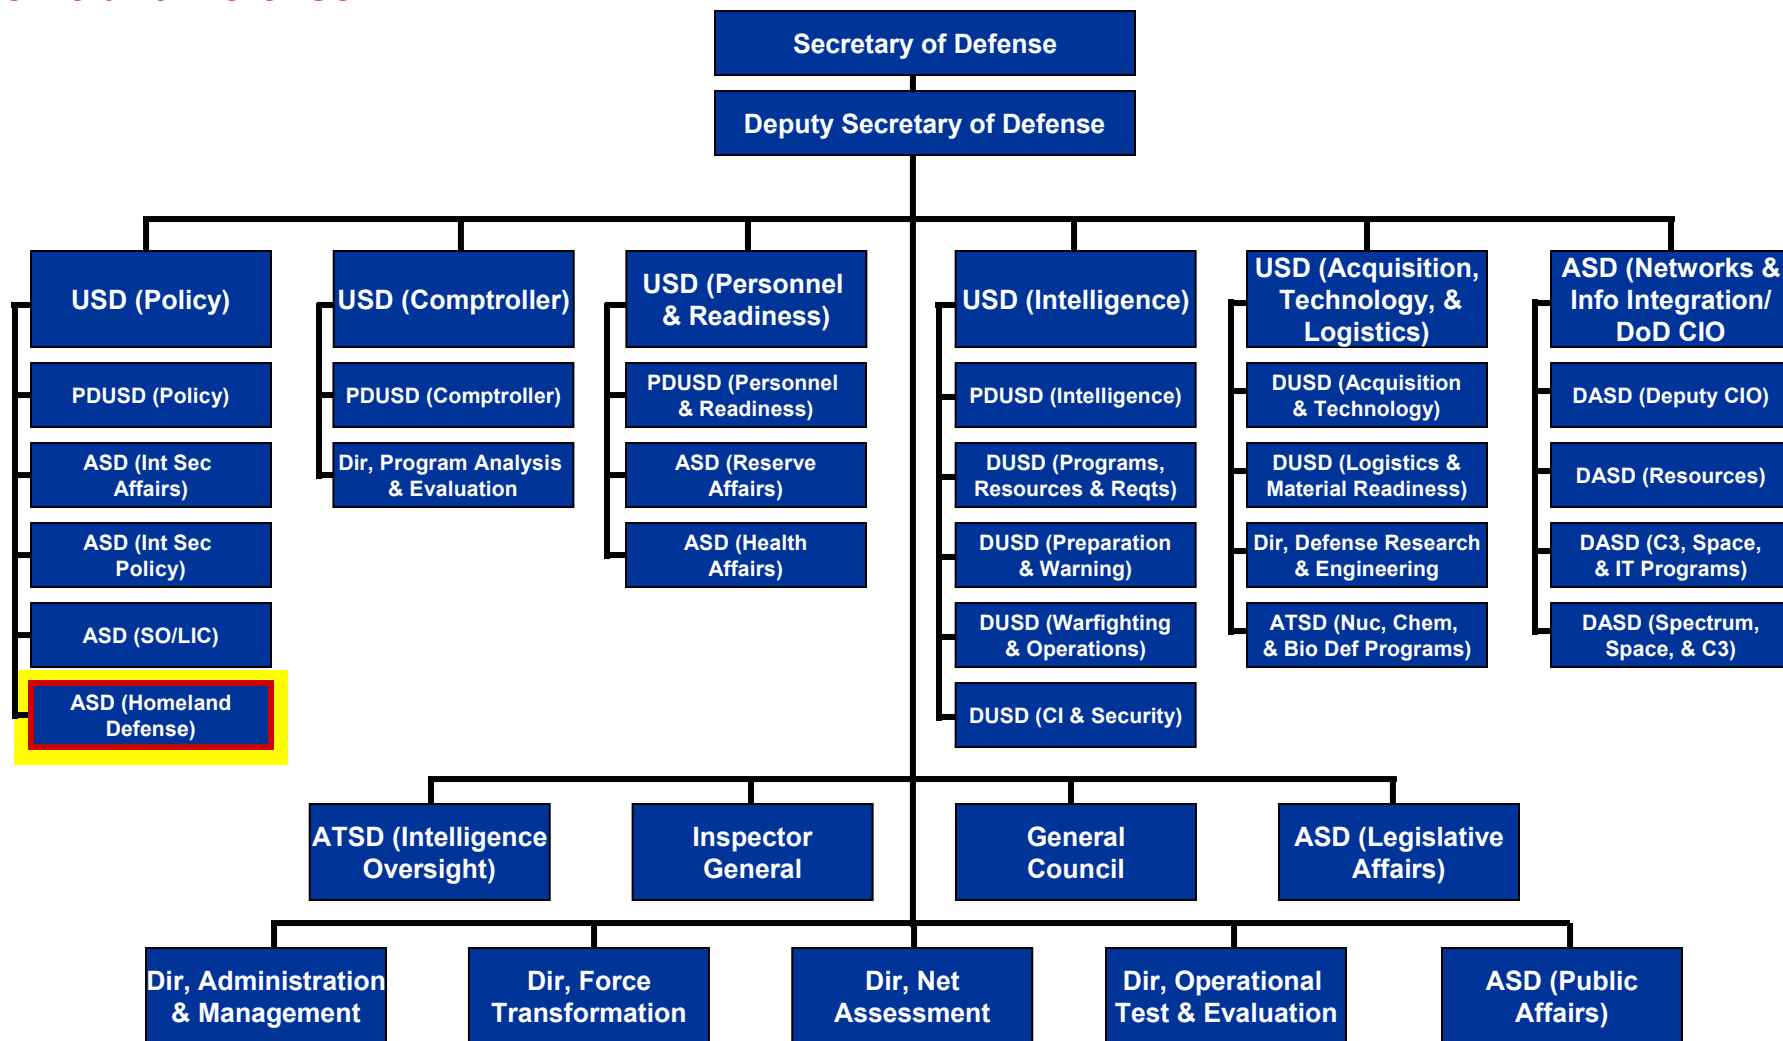 Secretary of Defense
Deputy Secretary of Defense
USD (Policy)
PDUSD (Policy)
ASD (Int Sec
Affairs)
ASD (Int Sec
Policy)
ASD (SO/LIC)
ASD (Homeland
Defense)
USD (Comptroller)
PDUSD (Comptroller)
Dir, Program Analysis
& Evaluation
USD (Personnel
& Readiness)
PDUSD (Personnel
& Readiness)
ASD (Reserve
Affairs)
ASD (Health
Affairs)
USD (Intelligence)
PDUSD (Intelligence)
DUSD (Programs,
Resources & Reqts)
DUSD (Preparation
& Warning)
DUSD (Warfighting
& Operations)
DUSD (CI & Security)
USD (Acquisition,
Technology, &
Logistics)
DUSD (Acquisition
& Technology)
DUSD (Logistics &
Material Readiness)
Dir, Defense Research
& Engineering
ATSD (Nuc, Chem,
& Bio Def Programs)
ASD (Networks &
Info Integration/
DoD CIO
DASD (Deputy CIO)
DASD (Resources)
DASD (C3, Space,
& IT Programs)
DASD (Spectrum,
Space, & C3)
ATSD (Intelligence
Oversight)
Inspector
General
General
Council
ASD (Legislative
Affairs)
Dir, Administration
& Management
Dir, Force
Transformation
Dir, Net
Assessment
Dir, Operational
Test & Evaluation
ASD (Public
Affairs)